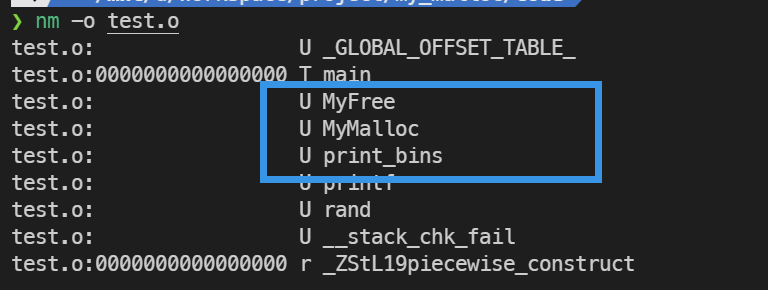 ❯ nm -o test.o
test.o:                 U _GLOBAL_OFFSET_TABLE_
test.o:0000000000000000 T main
test.o:                 U MyFree
test.o:                 U MyMalloc
test.o:                 U print_bins
test.o:                 U printf
test.o:                 U rand
test.o:                 U __stack_chk_fail
test.o:0000000000000000 r _ZStL19piecewise_construct